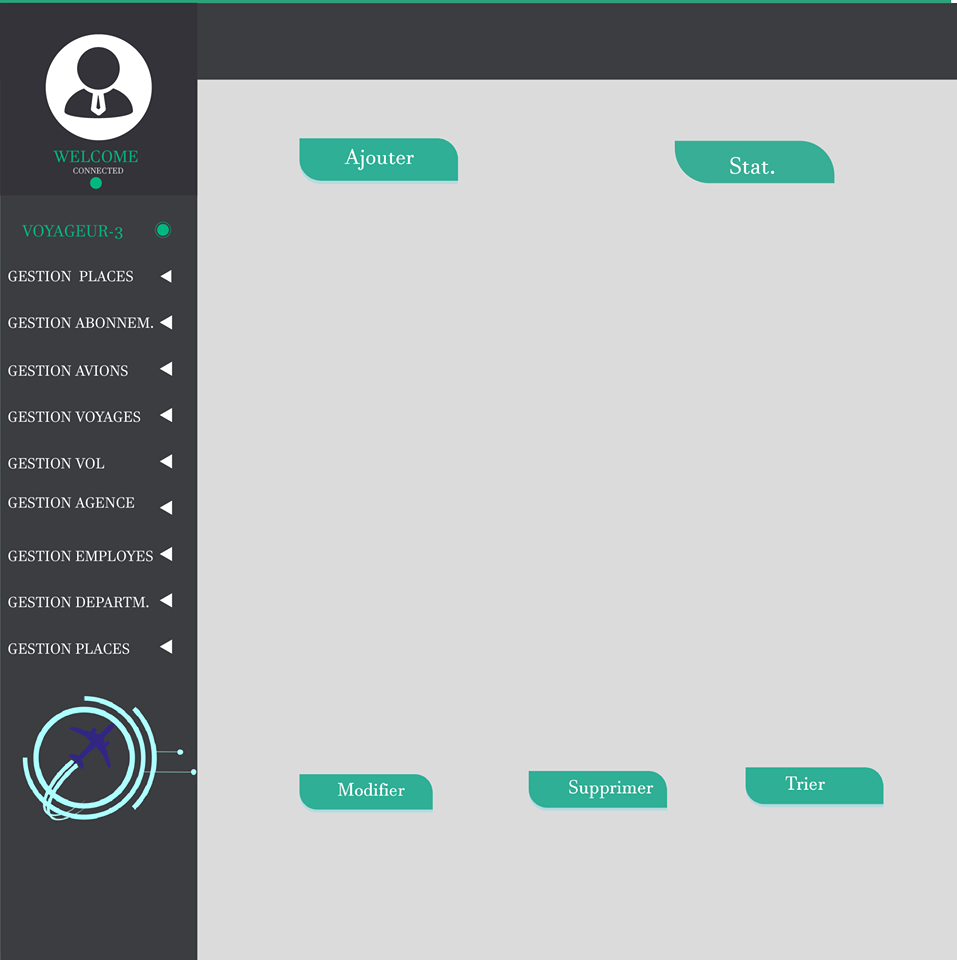 WELCOME
CONNECTED
VOYAGEUR-3
GESTION PLACES
GESTION ABONNEM.
GESTION AVIONS
GESTION VOYAGES
GESTION VOL
GESTION AGENCE
GESTION EMPLOYES
GESTION DEPARTM.
GESTION PLACES
Ajouter
Stat.
Modifier
Supprimer
Trier